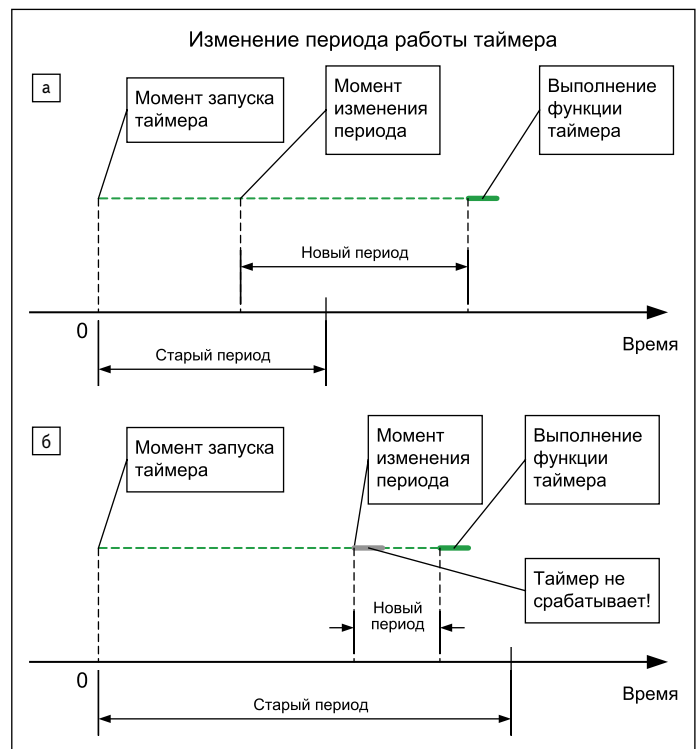 Изменение периода работы таймера
а
Момент запуска
таймера
Момент
изменения
периода
Выполнение
функции
таймера
Новый период
0
Время
Старый период
б
Момент запуска
таймера
Момент
изменения
периода
Выполнение
функции
таймера
Таймер не
срабатывает!
Новый
период
0
Время
Старый период